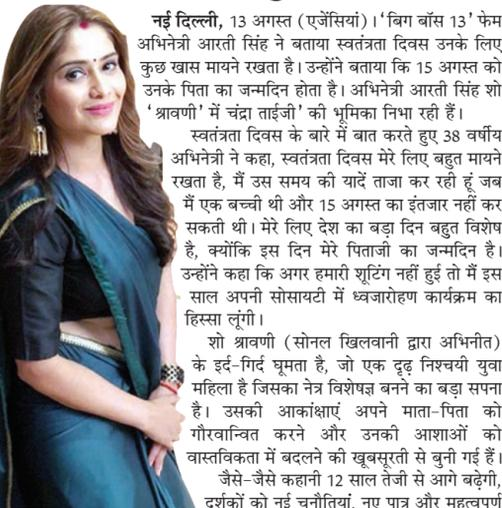 नई दिल्ली, 13 अगस्त (एजेंसियां)। 'बिग बॉस 13' फेम
अभिनेत्री आरती सिंह ने बताया स्वतंत्रता दिवस उनके लिए
कुछ खास मायने रखता है। उन्होंने बताया कि 15 अगस्त को
उनके पिता का जन्मदिन होता है। अभिनेत्री आरती सिंह शो
'श्रावणी' में चंद्रा ताईजी' की भूमिका निभा रही हैं।
स्वतंत्रता दिवस के बारे में बात करते हुए 38 वर्षीय
अभिनेत्री ने कहा, स्वतंत्रता दिवस मेरे लिए बहुत मायने
रखता है, मैं उस समय की यादें ताजा कर रही हूं जब
मैं एक बच्ची थी और 15 अगस्त का इंतजार नहीं कर
सकती थी। मेरे लिए देश का बड़ा दिन बहुत विशेष
है, क्योंकि इस दिन मेरे पिताजी का जन्मदिन है।
उन्होंने कहा कि अगर हमारी शूटिंग नहीं हुई तो मैं इस
साल अपनी सोसायटी में ध्वजारोहण कार्यक्रम का
हिस्सा लूंगी।
शो श्रावणी (सोनल खिलवानी द्वारा अभिनीत)
के इर्द-गिर्द घूमता है, जो एक दृढ़ निश्चयी युवा
महिला है जिसका नेत्र विशेषज्ञ बनने का बड़ा सपना
है। उसकी आकांक्षाएं अपने माता-पिता को
गौरवान्वित करने और उनकी आशाओं को
वास्तविकता में बदलने की खूबसूरती से बुनी गई हैं।
जैसे-जैसे कहानी 12 साल तेजी से आगे बढ़ेगी,
दर्शकों को नई चुनौतियां, नए पात्र और महत्वपूर्ण